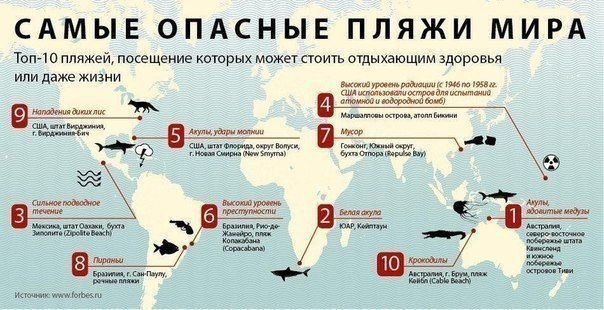 САМЫЕ ОПАСНЫЕ ПЛЯЖИ МИРА
Топ-10 пляжей, посещение которых может стоить отдыхающим здоровья
или даже жизни
9
Нападения диких лис
США, штат Вирджиния,
г. Вирджиния-Бич
5
Акулы, удары молнии
США, штат Флорида, округ Волуси,
г. Новая Смирна (New Smyrna)
4
Высокий уровень радиации (с 1946 по 1958 гг.
США использовали остров для испытаний
атомной и водородной бомб)
Маршалловы острова, атолл Бикини
7
Мусор
Гонконг, Южный округ,
бухта Отпора (Repulse Bay)
3
Сильное подводное
течение
Мексика, штат Оахаки, бухта
Зиполите (Zipolite Beach)
6
Высокий уровень
преступности
Бразилия, Рио-де-
Жанейро, пляж
Копакабана
(Copacabana)
2
Белая акула
ЮАР, Кейптаун
1
Акулы,
ядовитые медузы
Австралия,
северо-восточное
побережье штата
Квинсленд
и южное
побережье
островов Тиви
8
Пираньи
Бразилия, г. Сан-Паулу,
речные пляжи
10
Крокодилы
Австралия, г. Брум, пляж
Кейбл (Cable Beach)
Источник: www.forbes.ru